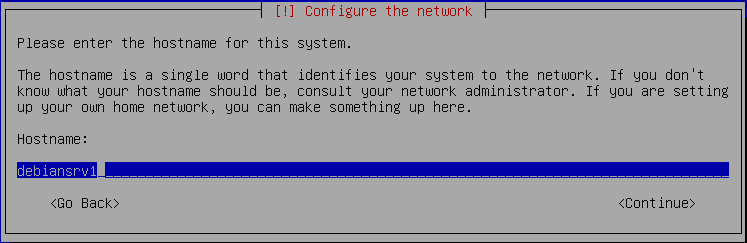 [!] Configure the network
Please enter the hostname for this system.
The hostname is a single word that identifies your system to the network. If you don't
know what your hostname should be, consult your network administrator. If you are setting
up your own home network, you can make something up here.
Hostname:
debiansrv1
<Go Back> <Continue>